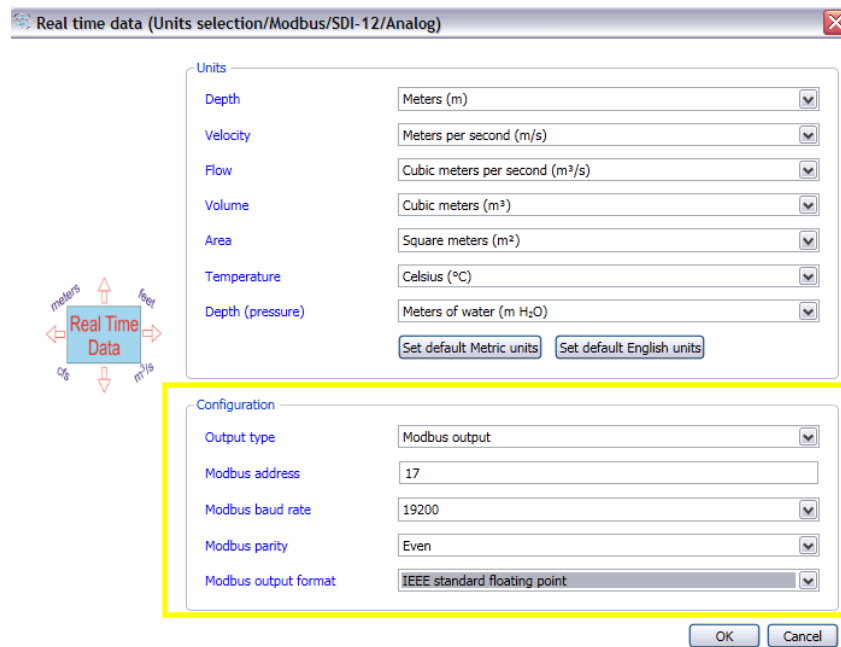 Real time data (Units selection/Modbus/SDI-12/Analog)
Units
Depth Meters (m)
Velocity Meters per second (m/s)
Flow Cubic meters per second (m³/s)
Volume Cubic meters (m³)
Area Square meters (m²)
Temperature Celsius (°C)
Depth (pressure) Meters of water (m H₂O)
Set default Metric units Set default English units
meters feet
Real Time
Data
cfs m³/s
Configuration
Output type Modbus output
Modbus address 17
Modbus baud rate 19200
Modbus parity Even
Modbus output format IEEE standard floating point
OK Cancel